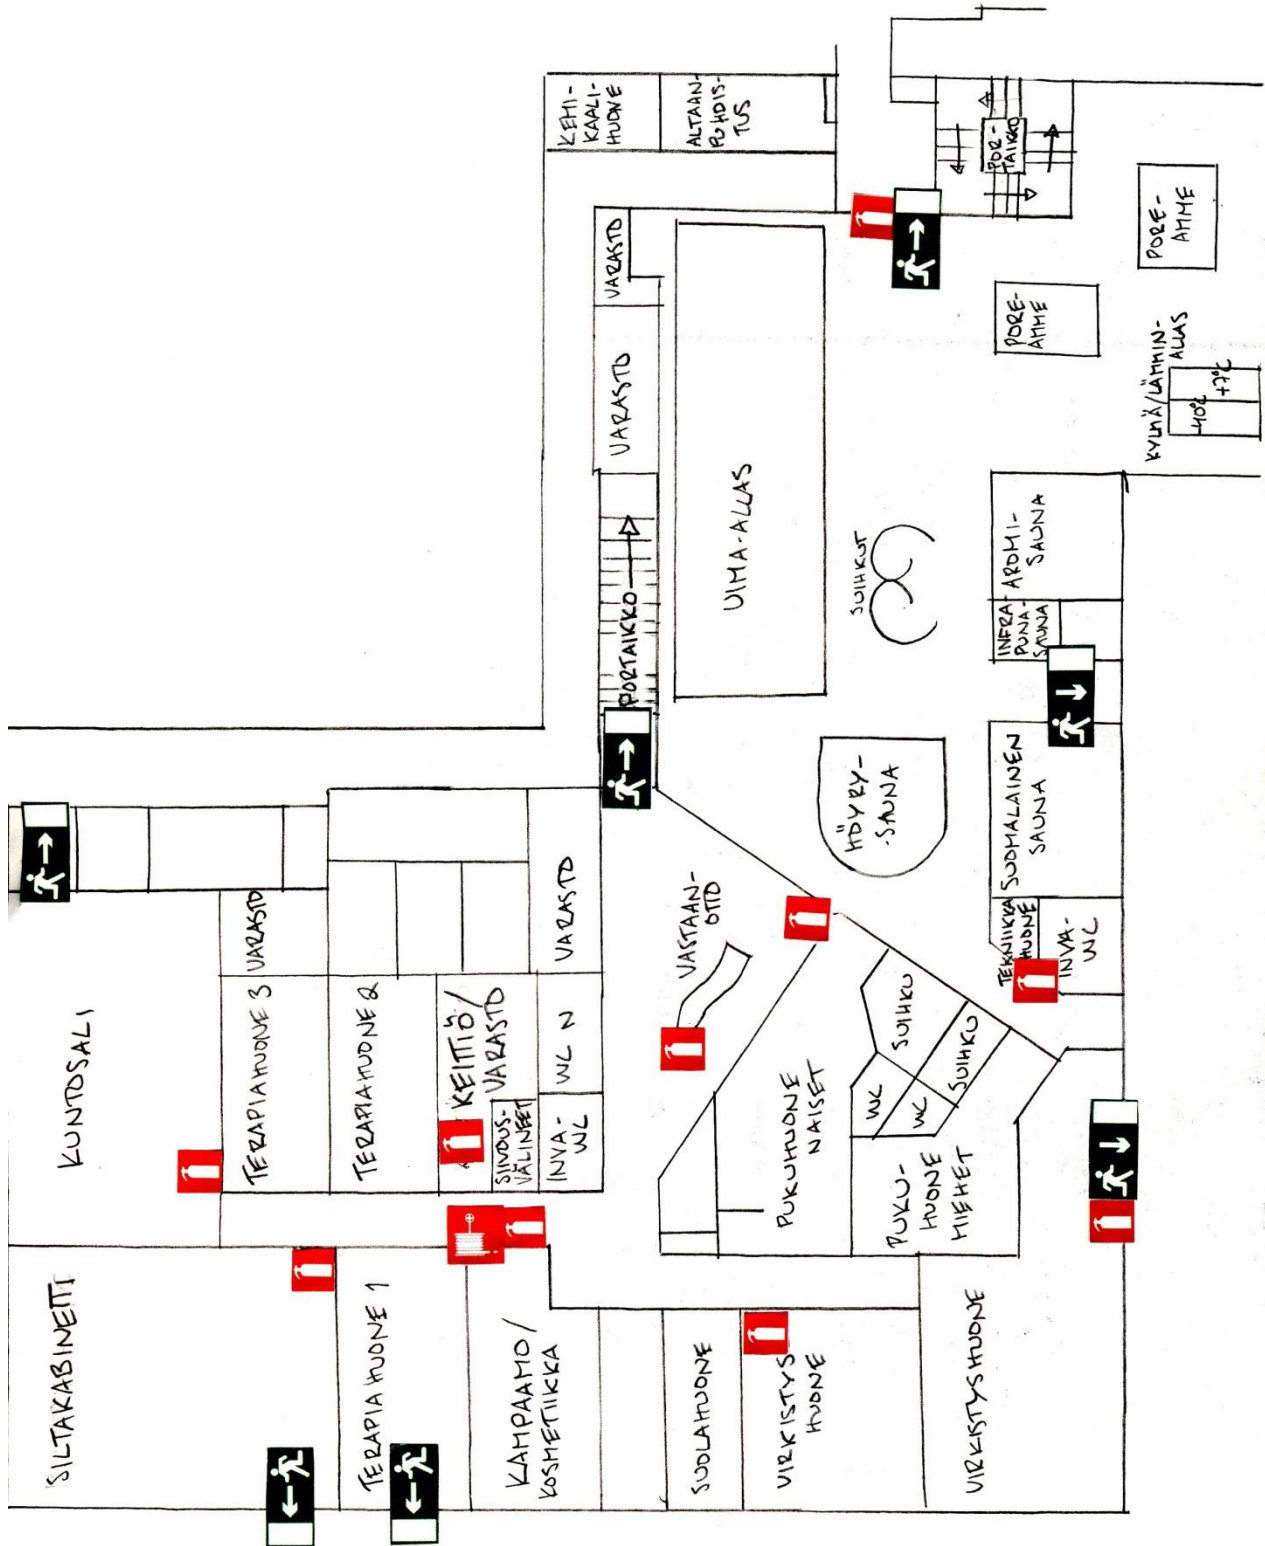 KEMI-
KAALI-
HUONE
ALTAAN-
PUHDIS-
TUS
POR-
TAIKKO
PORE-
AMME
PORE-
AMME
KYLMÄ/LÄMMIN-
ALLAS
40°C
+7°C
VARASTO
VARASTO
PORTAIKKO
UIMA-ALLAS
SUIHKUT
AROMI-
SAUNA
INFRA-
PUNA-
SAUNA
SUOMALAINEN
SAUNA
HÖYRY-
-SAUNA
TEKNIIKKA
HUONE
INVA-
WC
VASTAAN-
OTTO
KUNTOSALI
VARASTO
TERAPIAHUONE 3
TERAPIAHUONE 2
KEITTIÖ/
VARASTO
SIIVOUS-
VÄLINEET
INVA-
WC
WC N
VARASTO
SUIHKU
SUIHKU
WC
WC
PUKUHUONE
NAISET
PUKU-
HUONE
MIEHET
SILTAKABINETTI
TERAPIAHUONE 1
KAMPAAMO/
KOSMETIIKKA
SUOLAHUONE
VIRKISTYS
HUONE
VIRKISTYSHUONE